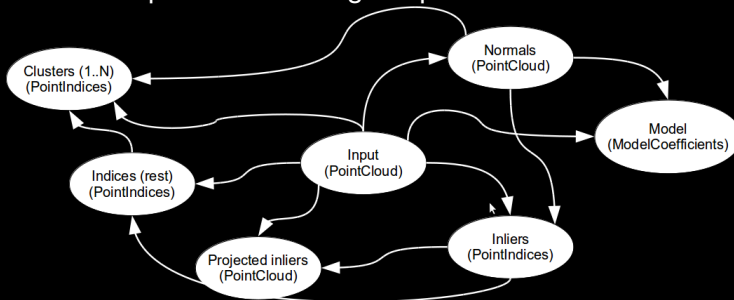 Normals
(PointCloud)
Clusters (1..N)
(PointIndices)
Model
(ModelCoefficients)
Input
(PointCloud)
Indices (rest)
(PointIndices)
Inliers
(PointIndices)
Projected inliers
(PointCloud)